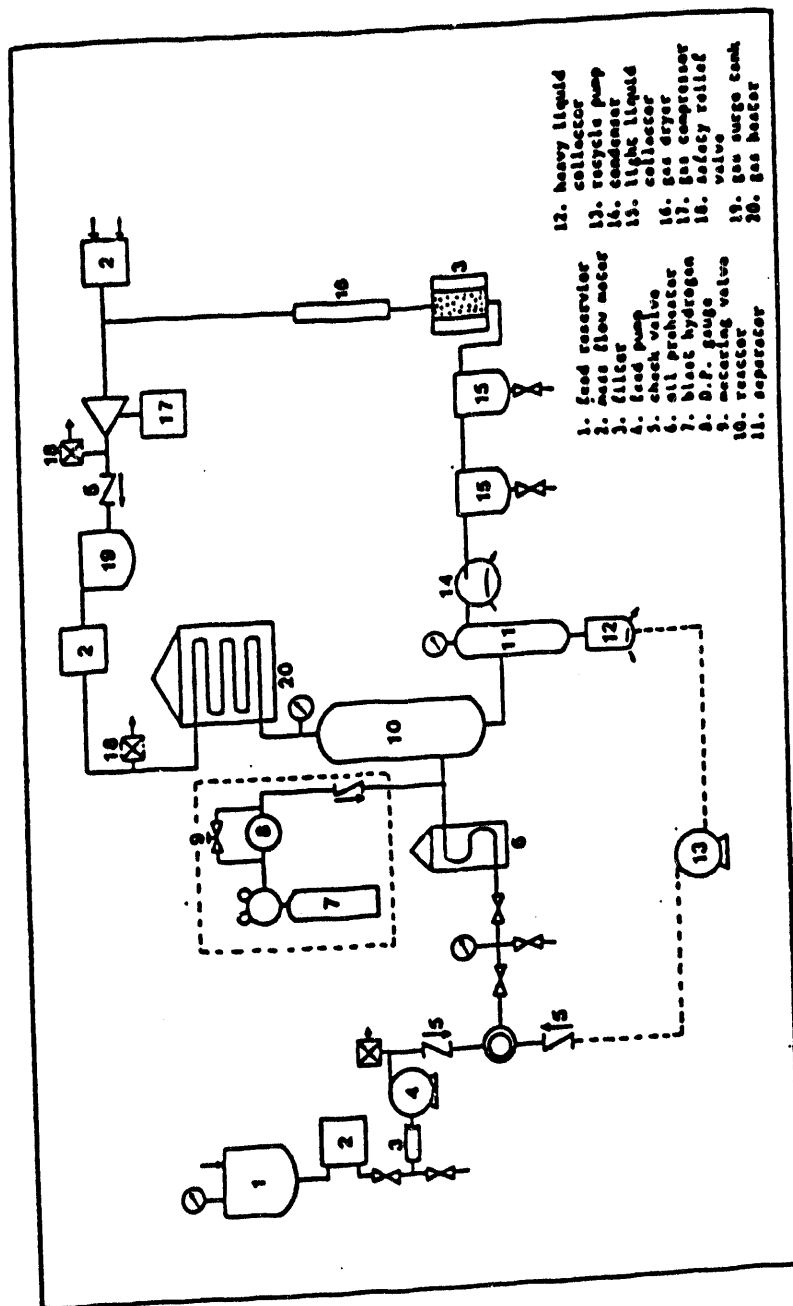 18
2
18
19
5
17
2
9
8
20
7
1
2
16
10
3
4
14
5
3
15
15
11
6
5
12
13
1. feed reservior
2. mass flow meter
3. filter
4. feed pump
5. check valve
6. oil preheater
7. blast hydrogen
8. D.P. gauge
9. metering valve
10. reactor
11. separator
12. heavy liquid
collector
13. recycle pump
14. condenser
15. light liquid
collector
16. gas dryer
17. gas compressor
18. safety relief
valve
19. gas surge tank
20. gas heater